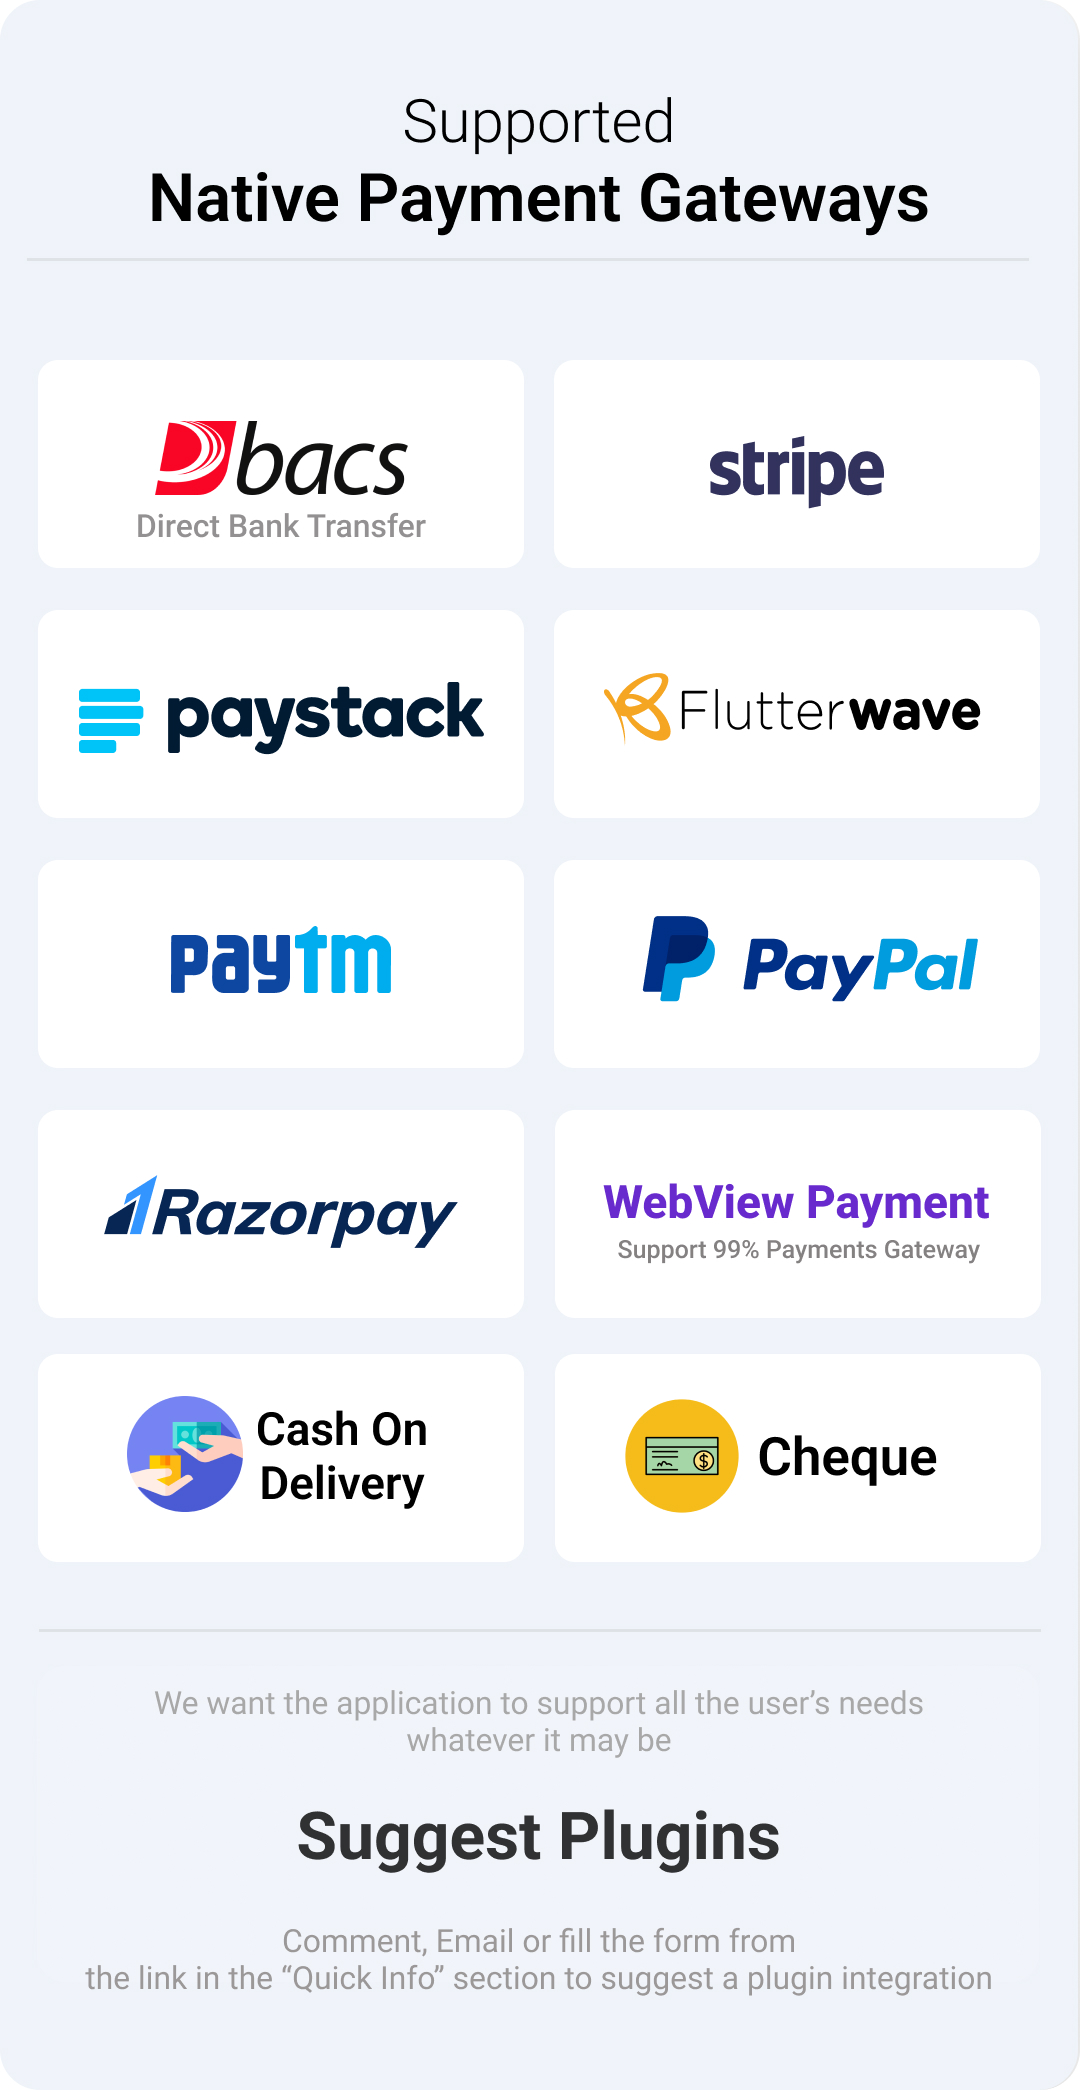 Supported
Native Payment Gateways
bacs
Direct Bank Transfer
stripe
paystack
Flutterwave
paytm
PayPal
Razorpay
WebView Payment
Support 99% Payments Gateway
Cash On
Delivery
$
Cheque
We want the application to support all the user’s needs
whatever it may be
Suggest Plugins
Comment, Email or fill the form from
the link in the “Quick Info” section to suggest a plugin integration